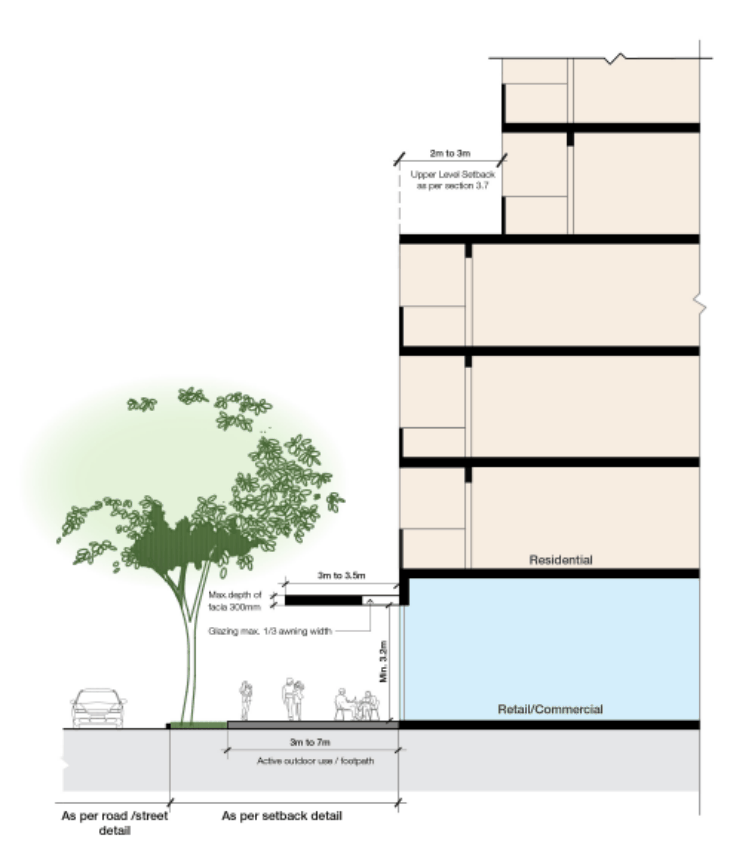 2m to 3m
Upper Level Setback
as per section 3.7
Residential
3m to 3.5m
Max.depth of
facia 300mm
Glazing max. 1/3 awning width
Min. 3.2m
Retail/Commercial
3m to 7m
Active outdoor use / footpath
As per road /street
detail
As per setback detail